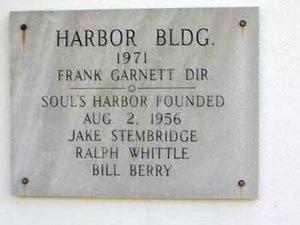 HARBOR BLDG.
1971
FRANK GARNETT DIR.
SOUL'S HARBOR FOUNDED
AUG. 2, 1956
JAKE STEMBRIDGE
RALPH WHITTLE
BILL BERRY